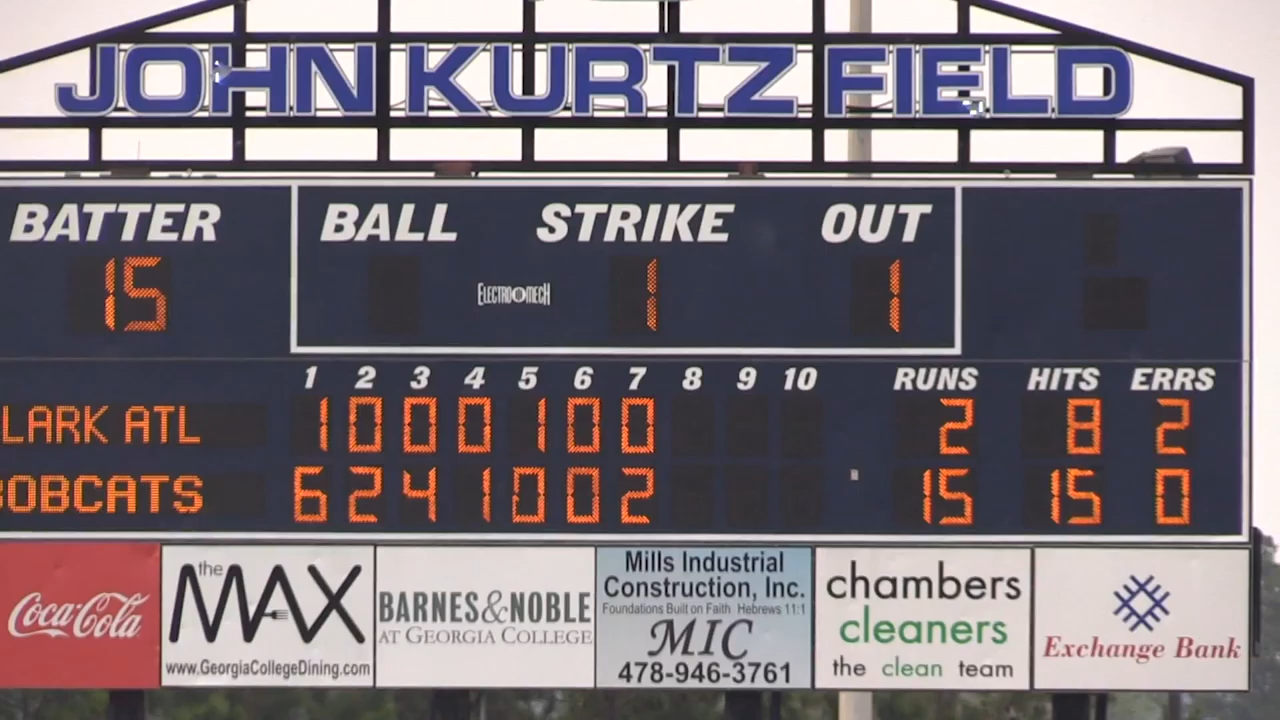 JOHN KURTZ FIELD
BATTER BALL STRIKE OUT
15 ELECTRO-MECH 1 1
1 2 3 4 5 6 7 8 9 10 RUNS HITS ERRS
LARK ATL 1 0 0 0 1 0 0 2 8 2
BOBCATS 6 2 4 1 0 0 2 15 15 0
Coca-Cola
the
MAX
www.GeorgiaCollegeDining.com
BARNES&NOBLE
AT GEORGIA COLLEGE
Mills Industrial
Construction, Inc.
Foundations Built on Faith Hebrews 11:1
MIC
478-946-3761
chambers
cleaners
the clean team
Exchange Bank